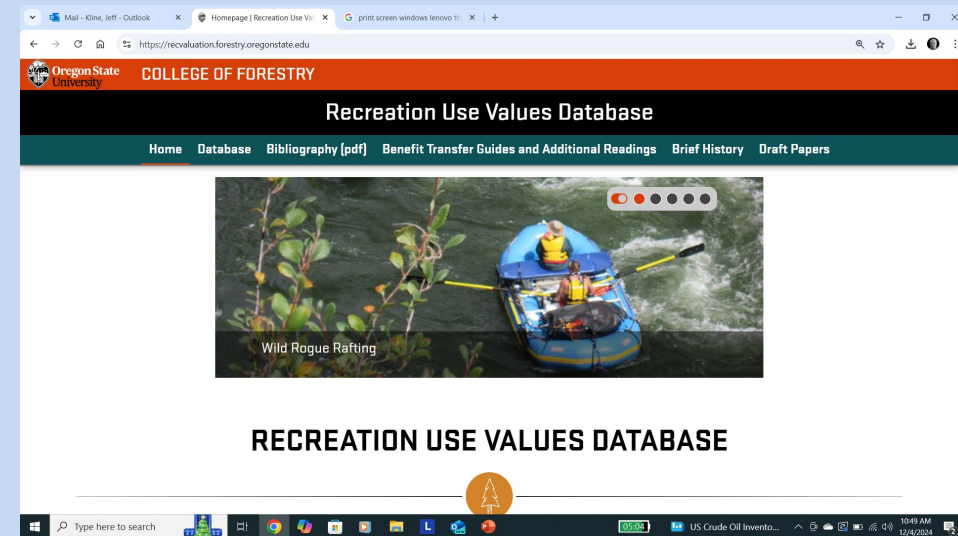 Mail - Kline, Jeff - Outlook
Homepage | Recreation Use Val
print screen windows lenovo th
https://recvaluation.forestry.oregonstate.edu
Oregon State
University
COLLEGE OF FORESTRY
Recreation Use Values Database
Home Database Bibliography (pdf) Benefit Transfer Guides and Additional Readings Brief History Draft Papers
Wild Rogue Rafting
RECREATION USE VALUES DATABASE
Type here to search
05:04
US Crude Oil Invento...
10:49 AM
12/4/2024